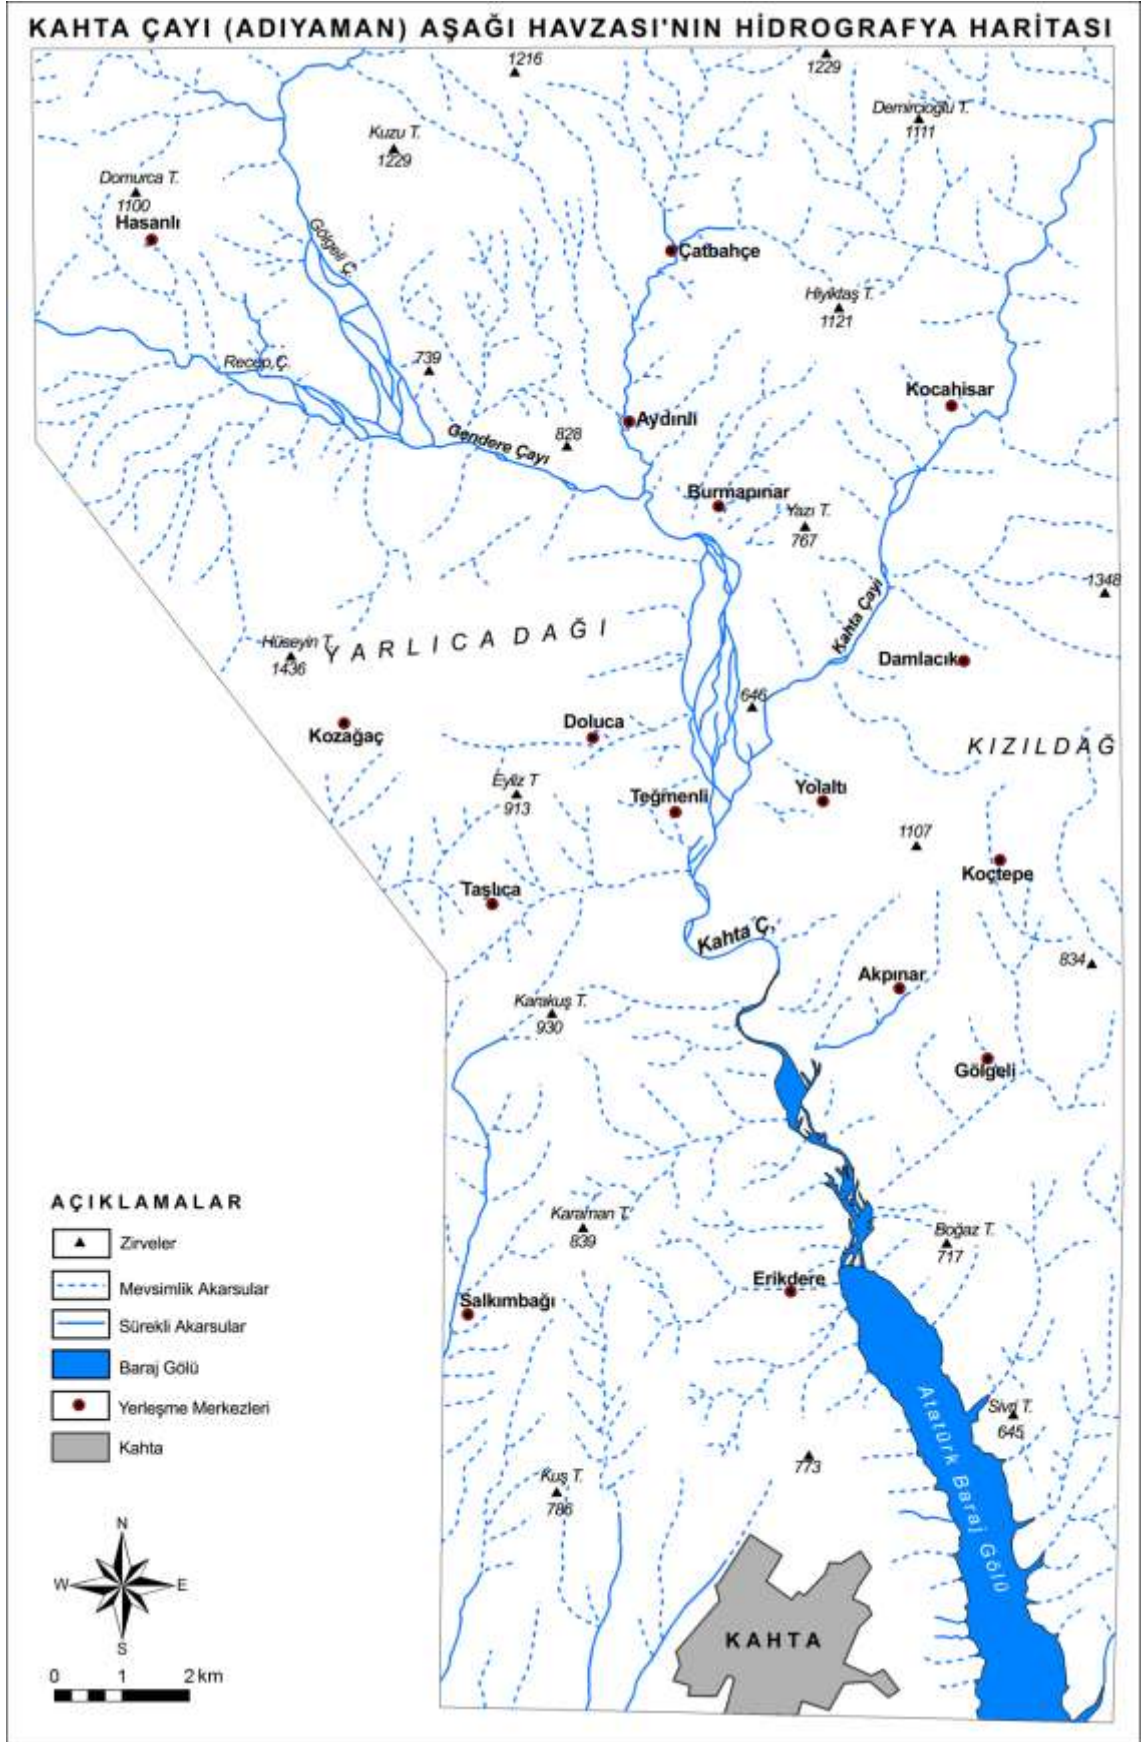 KAHTA ÇAYI (ADIYAMAN) AŞAĞI HAVZASI'NIN HİDROGRAFYA HARİTASI
1216
1229
Demircioğlu T.
1111
Kuzu T.
1229
Domurca T.
1100
Hasanlı
Gölgeli Ç.
Çatbahçe
Hiyiktaş T.
1121
Recep Ç.
739
Kocahisar
Aydınli
828
Gendere Çayı
Burmapınar
Yazı T.
767
1348
Kahta Çayi
Hüseyin T.
1436
YARLICA DAĞI
Damlacık
646
Kozağaç
Doluca
KIZILDAĞ
Eyliz T
913
Teğmenli
Yolaltı
1107
Koçtepe
Taşlıca
Kahta Ç.
834
Akpınar
Karakuş T.
930
Gölgeli
AÇIKLAMALAR
Zirveler
Mevsimlik Akarsular
Sürekli Akarsular
Baraj Gölü
Yerleşme Merkezleri
Kahta
Karaman T.
839
Boğaz T.
717
Erikdere
Salkımbağı
Atatürk Baraj Gölü
Sivri T.
645
773
Kuş T.
786
KAHTA
N
W
E
S
0 1 2 km